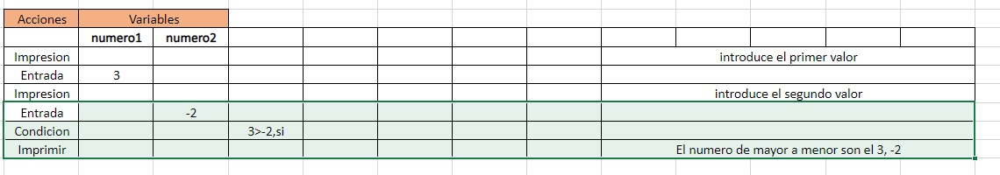 Acciones Variables
numero1 numero2
Impresion introduce el primer valor
Entrada 3
Impresion introduce el segundo valor
Entrada -2
Condicion 3>-2,si
Imprimir El numero de mayor a menor son el 3, -2